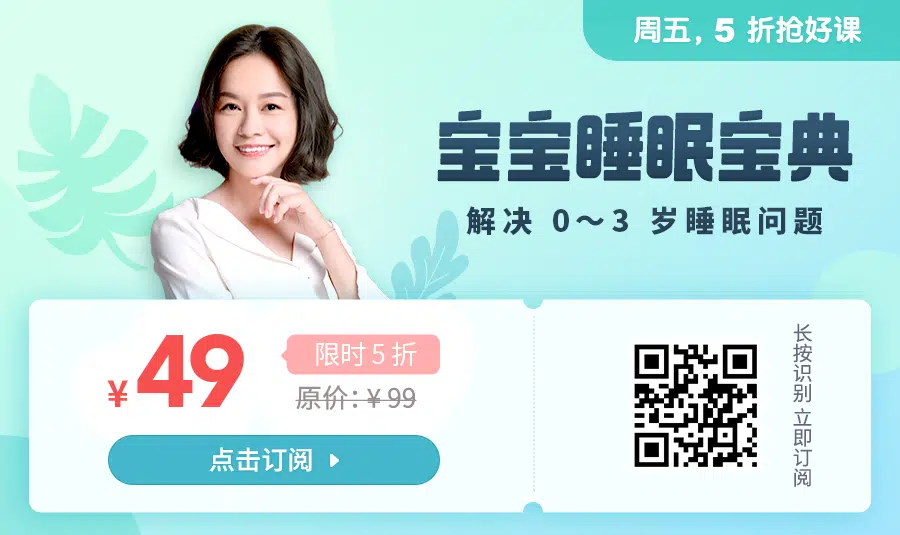 周五，5 折抢好课
宝宝睡眠宝典
解决 0～3 岁睡眠问题
¥49
限时 5 折
原价：¥99
点击订阅
长按识别 立即订阅